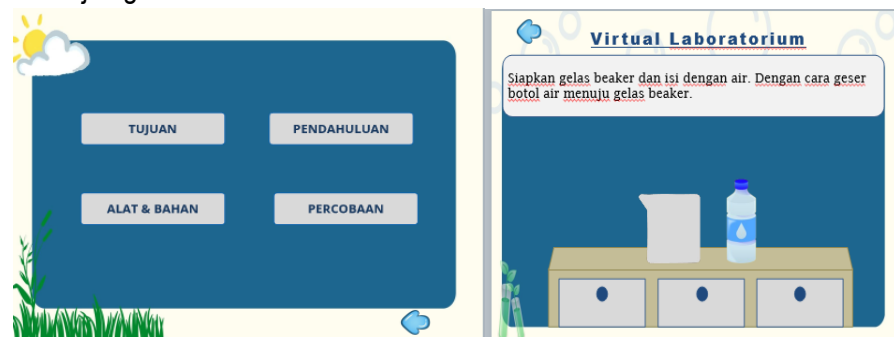 TUJUAN
PENDAHULUAN
ALAT & BAHAN
PERCOBAAN
Virtual Laboratorium
Siapkan gelas beaker dan isi dengan air. Dengan cara geser
botol air menuju gelas beaker.